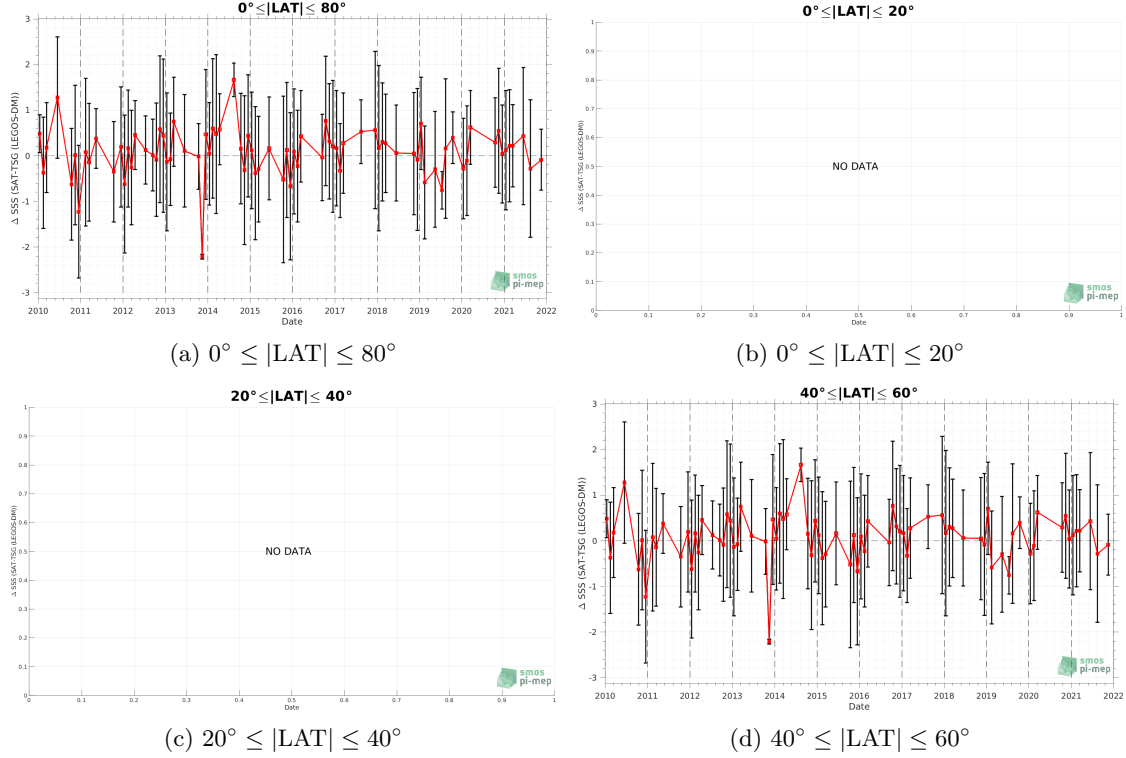 0°≤|LAT|≤ 80°
3
2
1
0
-1
-2
-3
Δ SSS (SAT-TSG (LEGOS-DM))
2010 2011 2012 2013 2014 2015 2016 2017 2018 2019 2020 2021 2022
Date
smos
pi-mep
(a) 0° ≤ |LAT| ≤ 80°
0°≤|LAT|≤ 20°
1
0.9
0.8
0.7
0.6
0.5
0.4
0.3
0.2
0.1
0
Δ SSS (SAT-TSG (LEGOS-DM))
NO DATA
0 0.1 0.2 0.3 0.4 0.5 0.6 0.7 0.8 0.9 1
Date
smos
pi-mep
(b) 0° ≤ |LAT| ≤ 20°
20°≤|LAT|≤ 40°
1
0.9
0.8
0.7
0.6
0.5
0.4
0.3
0.2
0.1
0
Δ SSS (SAT-TSG (LEGOS-DM))
NO DATA
0 0.1 0.2 0.3 0.4 0.5 0.6 0.7 0.8 0.9 1
Date
smos
pi-mep
(c) 20° ≤ |LAT| ≤ 40°
40°≤|LAT|≤ 60°
3
2
1
0
-1
-2
-3
Δ SSS (SAT-TSG (LEGOS-DM))
2010 2011 2012 2013 2014 2015 2016 2017 2018 2019 2020 2021 2022
Date
smos
pi-mep
(d) 40° ≤ |LAT| ≤ 60°